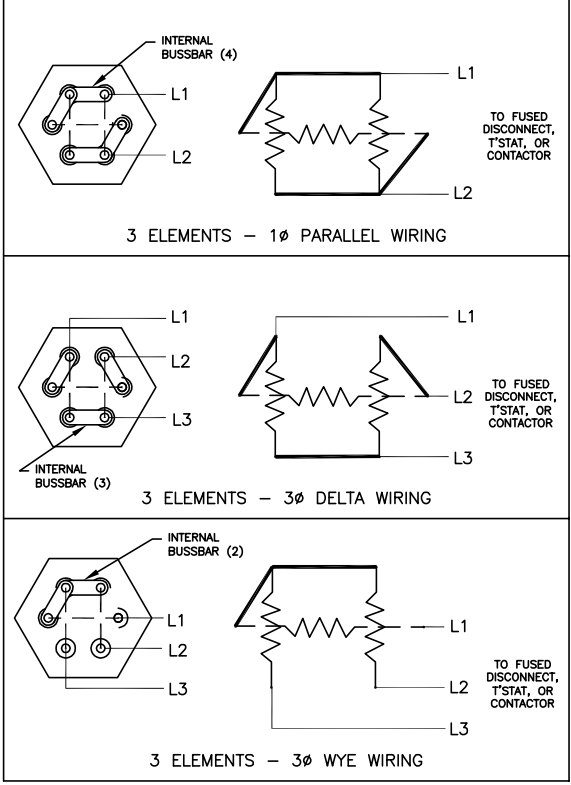 INTERNAL
BUSSBAR (4)
L1
L2
L1
L2
TO FUSED
DISCONNECT,
T'STAT, OR
CONTACTOR
3 ELEMENTS – 1ø PARALLEL WIRING
L1
L2
L3
INTERNAL
BUSSBAR (3)
L1
L2
L3
TO FUSED
DISCONNECT,
T'STAT, OR
CONTACTOR
3 ELEMENTS – 3ø DELTA WIRING
INTERNAL
BUSSBAR (2)
L1
L2
L3
L1
L2
L3
TO FUSED
DISCONNECT,
T'STAT, OR
CONTACTOR
3 ELEMENTS – 3ø WYE WIRING